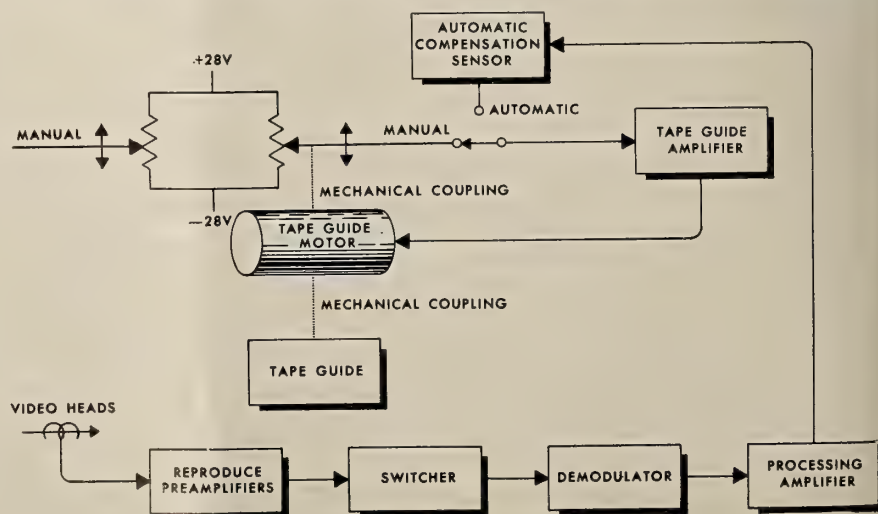 AUTOMATIC
COMPENSATION
SENSOR
+28V
AUTOMATIC
MANUAL
MANUAL
TAPE GUIDE
AMPLIFIER
MECHANICAL COUPLING
—28V
TAPE GUIDE
MOTOR
MECHANICAL COUPLING
TAPE GUIDE
VIDEO HEADS
REPRODUCE
PREAMPLIFIERS
SWITCHER
DEMODULATOR
PROCESSING
AMPLIFIER